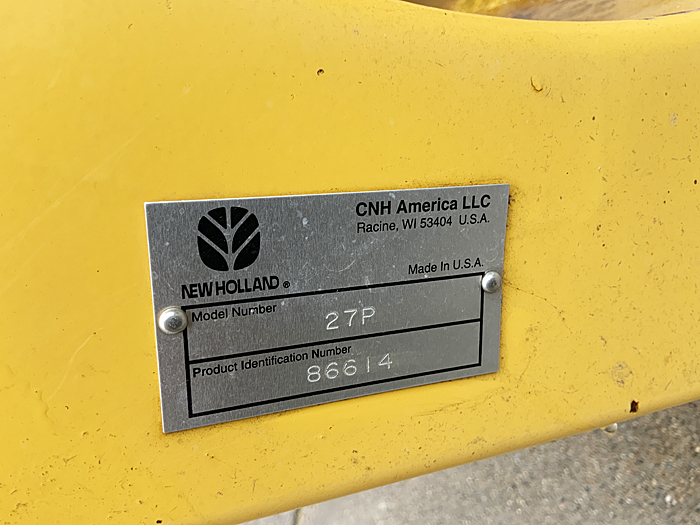 CNH America LLC
Racine, WI 53404 U.S.A.
NEW HOLLAND ®
Made In U.S.A.
Model Number
27P
Product Identification Number
86614